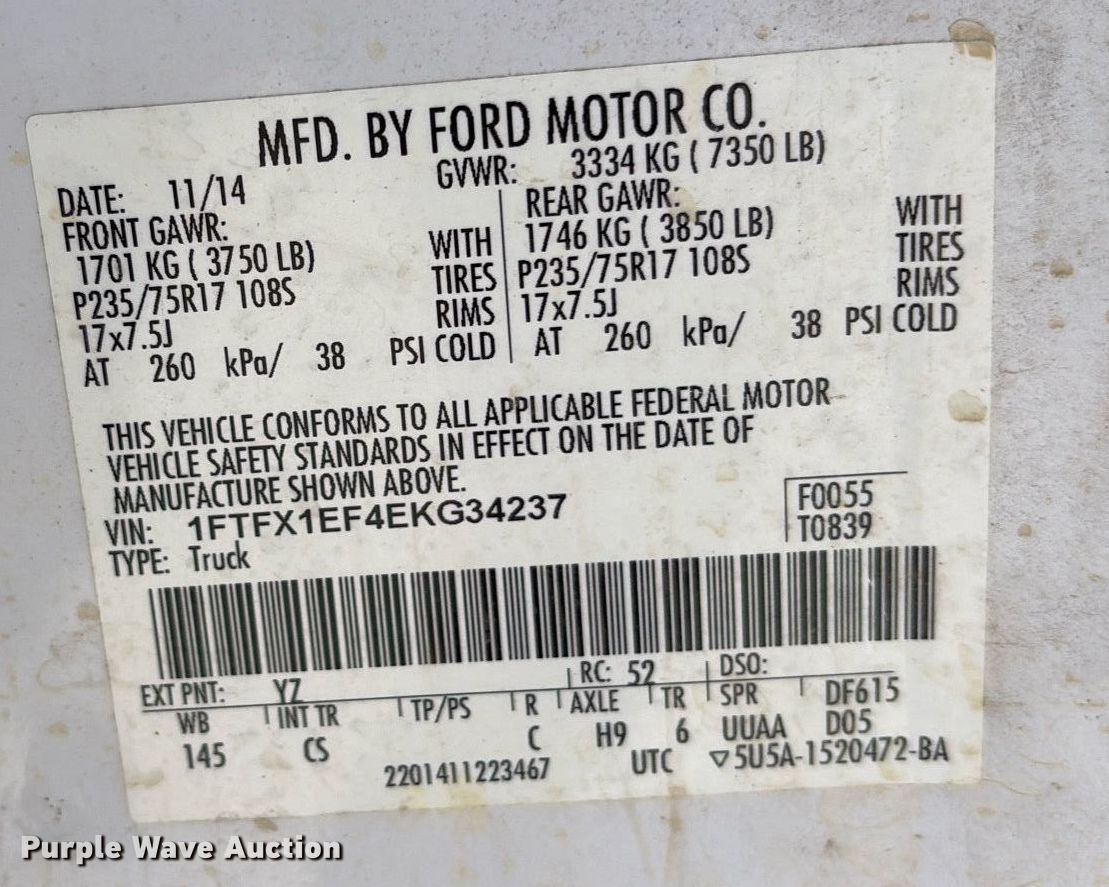 MFD. BY FORD MOTOR CO.
DATE: 11/14 GVWR: 3334 KG ( 7350 LB)
FRONT GAWR: REAR GAWR:
1701 KG ( 3750 LB) WITH 1746 KG ( 3850 LB) WITH
P235/75R17 108S TIRES P235/75R17 108S TIRES
17x7.5J RIMS 17x7.5J RIMS
AT 260 kPa/ 38 PSI COLD AT 260 kPa/ 38 PSI COLD
THIS VEHICLE CONFORMS TO ALL APPLICABLE FEDERAL MOTOR
VEHICLE SAFETY STANDARDS IN EFFECT ON THE DATE OF
MANUFACTURE SHOWN ABOVE.
VIN: 1FTFX1EF4EKG34237 F0055
TYPE: Truck T0839
EXT PNT: YZ RC: 52 DSO:
WB INT TR TP/PS R AXLE TR SPR DF615
145 CS C H9 6 UUAA D05
2201411223467 UTC ▽5U5A-1520472-BA
Purple Wave Auction